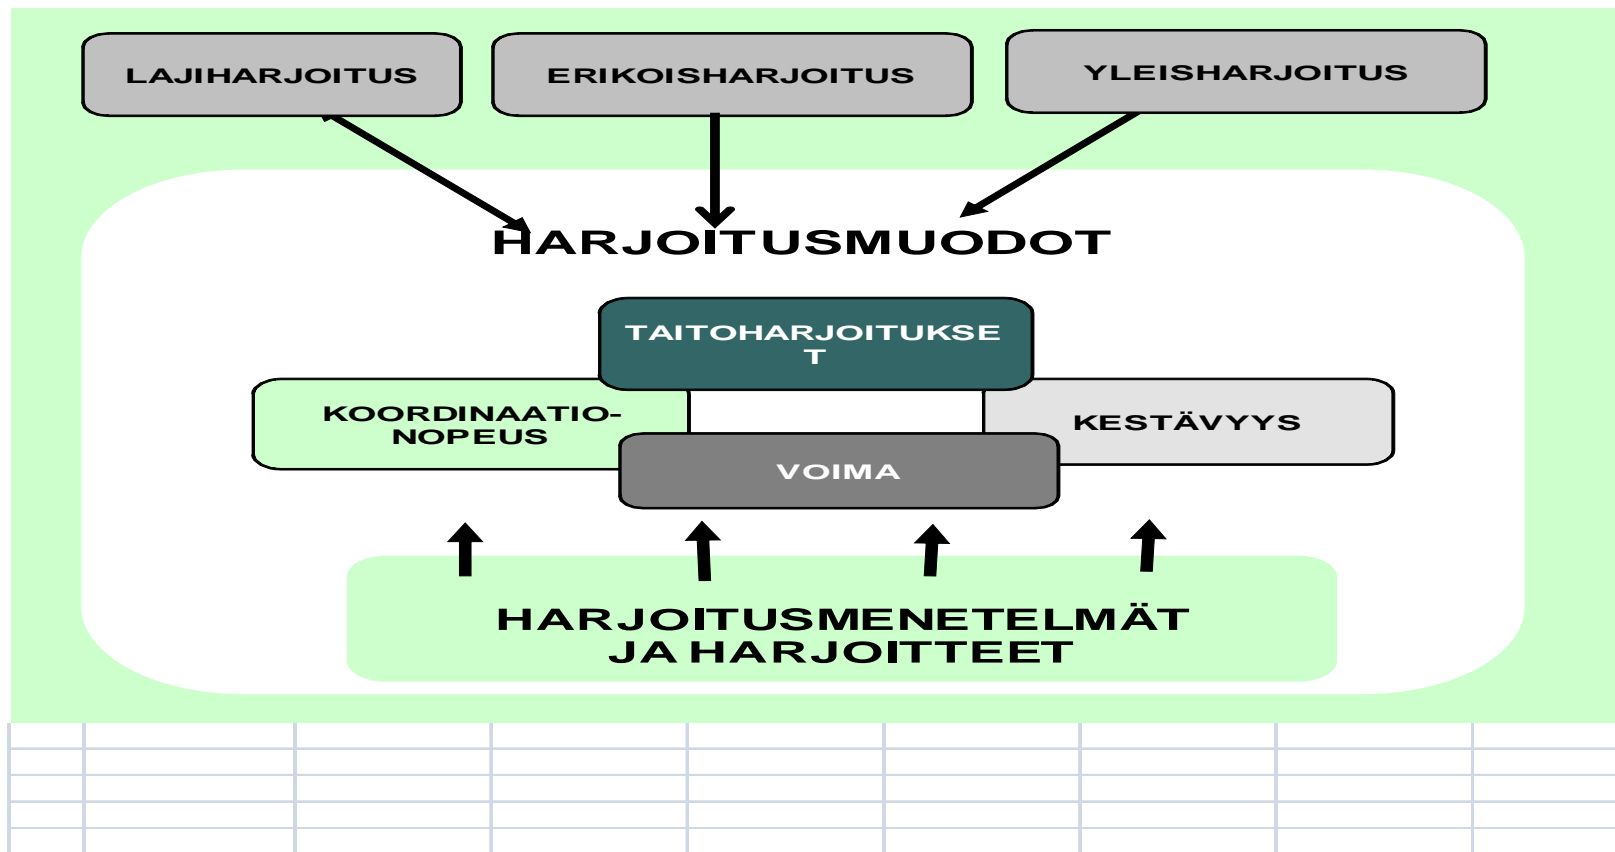 LAJIHARJOITUS
ERIKOISHARJOITUS
YLEISHARJOITUS
HARJOITUSMUODOT
TAITOHARJOITUKSE
T
KOORDINAATIO-
NOPEUS
KESTÄVYYS
VOIMA
HARJOITUSMENETELMÄT
JA HARJOITTEET